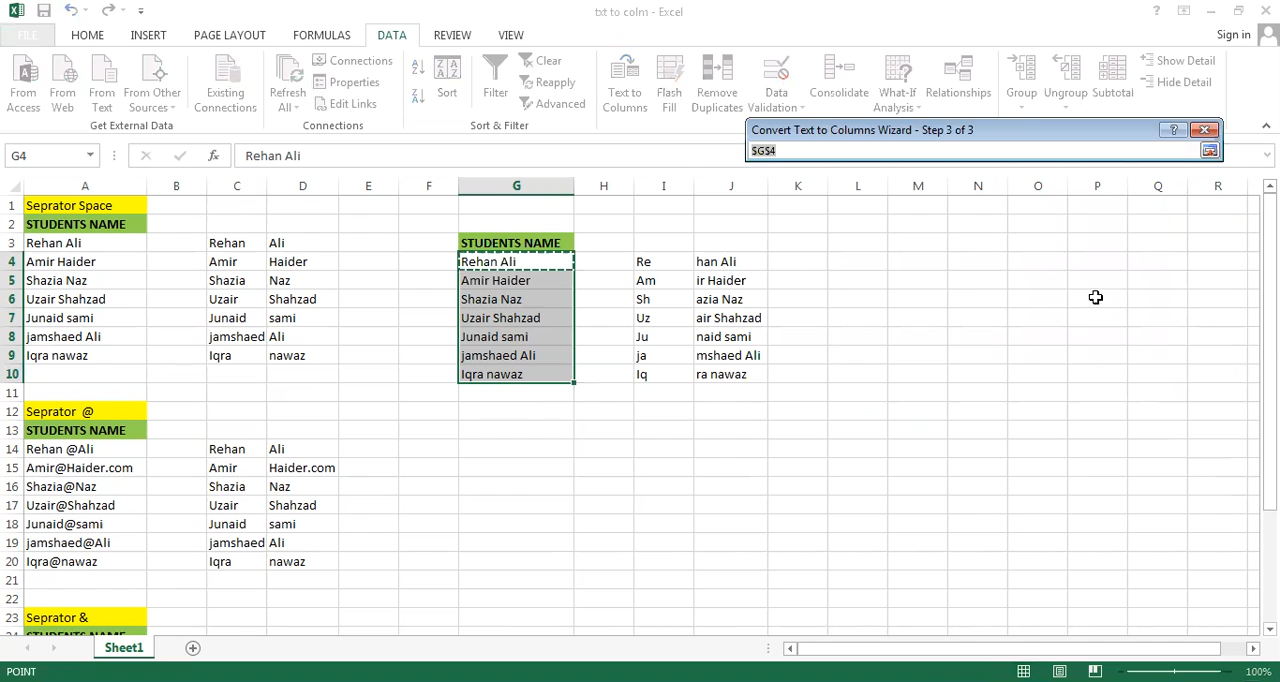 txt to colm - Excel
FILE HOME INSERT PAGE LAYOUT FORMULAS DATA REVIEW VIEW Sign in
From Access
From Web
From Text
From Other Sources
Existing Connections
Refresh All
Connections
Properties
Edit Links
Sort
Filter
Clear
Reapply
Advanced
Text to Columns
Flash Fill
Remove Duplicates
Data Validation
Consolidate
What-If Analysis
Relationships
Group
Ungroup
Subtotal
Show Detail
Hide Detail
Get External Data
Connections
Sort & Filter
Convert Text to Columns Wizard - Step 3 of 3
$G$4
G4 fx Rehan Ali
A B C D E F G H I J K L M N O P Q R
1 Seprator Space
2 STUDENTS NAME
3 Rehan Ali Rehan Ali STUDENTS NAME
4 Amir Haider Amir Haider Rehan Ali Re han Ali
5 Shazia Naz Shazia Naz Amir Haider Am ir Haider
6 Uzair Shahzad Uzair Shahzad Shazia Naz Sh azia Naz
7 Junaid sami Junaid sami Uzair Shahzad Uz air Shahzad
8 jamshaed Ali jamshaed Ali Junaid sami Ju naid sami
9 Iqra nawaz Iqra nawaz jamshaed Ali ja mshaed Ali
10 Iqra nawaz Iq ra nawaz
11
12 Seprator @
13 STUDENTS NAME
14 Rehan @Ali Rehan Ali
15 Amir@Haider.com Amir Haider.com
16 Shazia@Naz Shazia Naz
17 Uzair@Shahzad Uzair Shahzad
18 Junaid@sami Junaid sami
19 jamshaed@Ali jamshaed Ali
20 Iqra@nawaz Iqra nawaz
21
22
23 Seprator &
24 STUDENTS NAME
Sheet1
POINT 100%